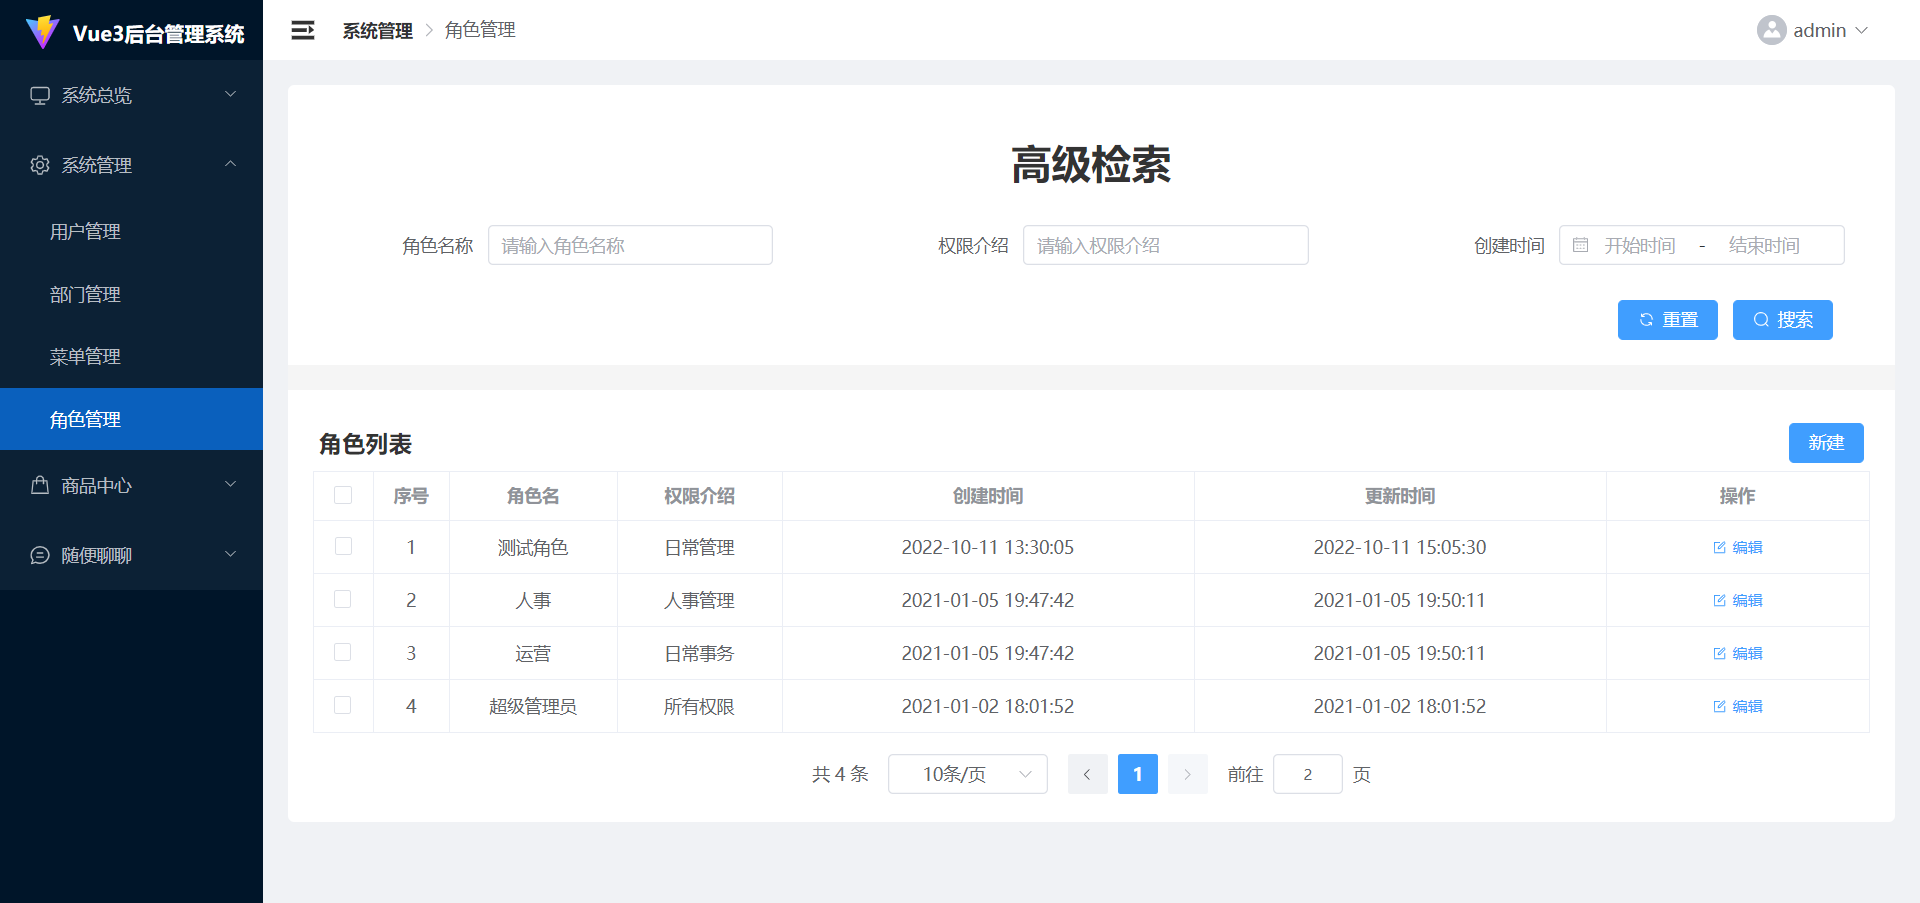 Vue3后台管理系统
系统管理 角色管理
admin
系统总览
系统管理
用户管理
部门管理
菜单管理
角色管理
商品中心
随便聊聊
高级检索
角色名称 请输入角色名称 权限介绍 请输入权限介绍 创建时间 开始时间 - 结束时间
重置 搜索
角色列表 新建
序号 角色名 权限介绍 创建时间 更新时间 操作
1 测试角色 日常管理 2022-10-11 13:30:05 2022-10-11 15:05:30 编辑
2 人事 人事管理 2021-01-05 19:47:42 2021-01-05 19:50:11 编辑
3 运营 日常事务 2021-01-05 19:47:42 2021-01-05 19:50:11 编辑
4 超级管理员 所有权限 2021-01-02 18:01:52 2021-01-02 18:01:52 编辑
共 4 条 10条/页 1 前往 2 页